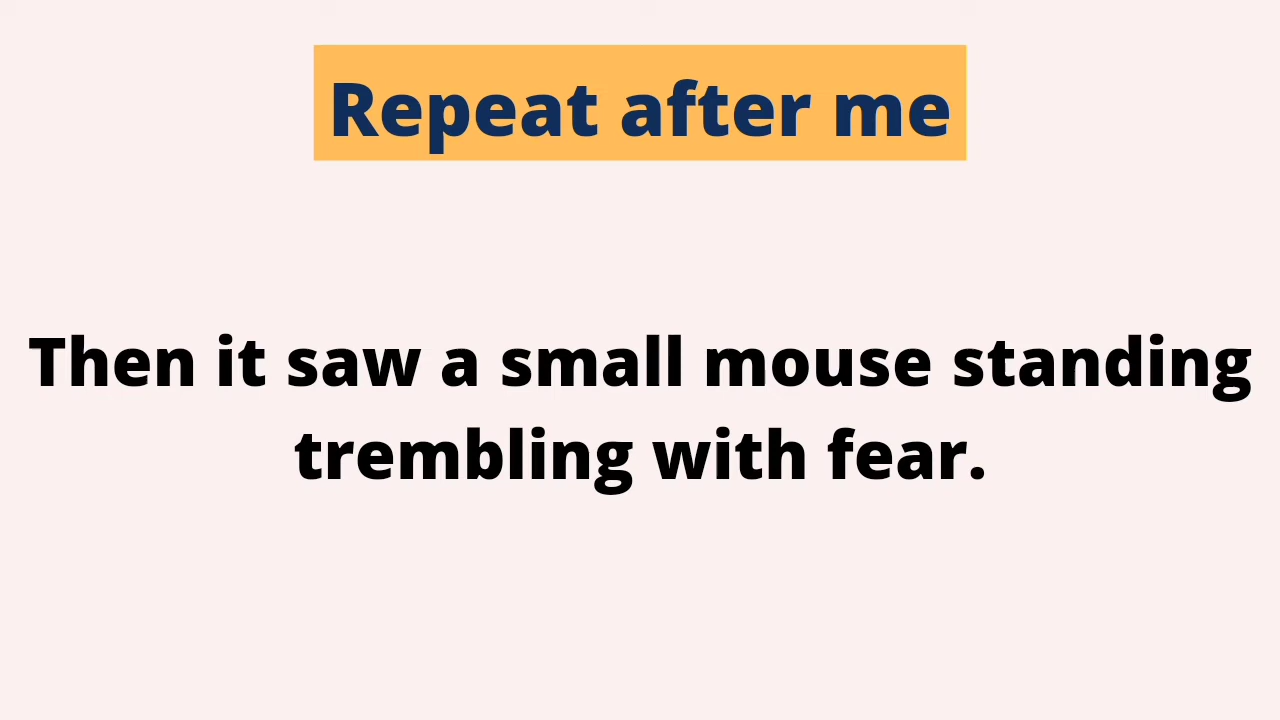 Repeat after me
Then it saw a small mouse standing
trembling with fear.